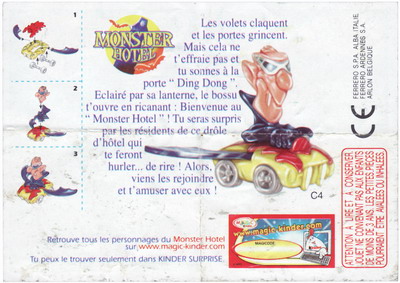 1
2
3
MONSTER
HOTEL
Les volets claquent
et les portes grincent.
Mais cela ne
t'effraie pas et
tu sonnes à la
porte " Ding Dong ".
Eclairé par sa lanterne, le bossu
t'ouvre en ricanant : Bienvenue au
" Monster Hotel " ! Tu seras surpris
par les résidents de ce drôle
d'hôtel qui
te feront
hurler... de rire ! Alors,
viens les rejoindre
et t'amuser avec eux !
C4
Retrouve tous les personnages du Monster Hotel
sur www.magic-kinder.com
Tu peux le trouver seulement dans KINDER SURPRISE.
www.magic-kinder.com
MAGICODE
CE
FERRERO S.P.A. ALBA ITALIE.
FERRERO ARDENNES S.A.
ARLON BELGIQUE
ATTENTION, À LIRE ET À CONSERVER:
JOUET NE CONVENANT PAS AUX ENFANTS
DE MOINS DE 3 ANS, LES PETITES PIÈCES
POURRAIENT ÊTRE AVALÉES OU INHALÉES.